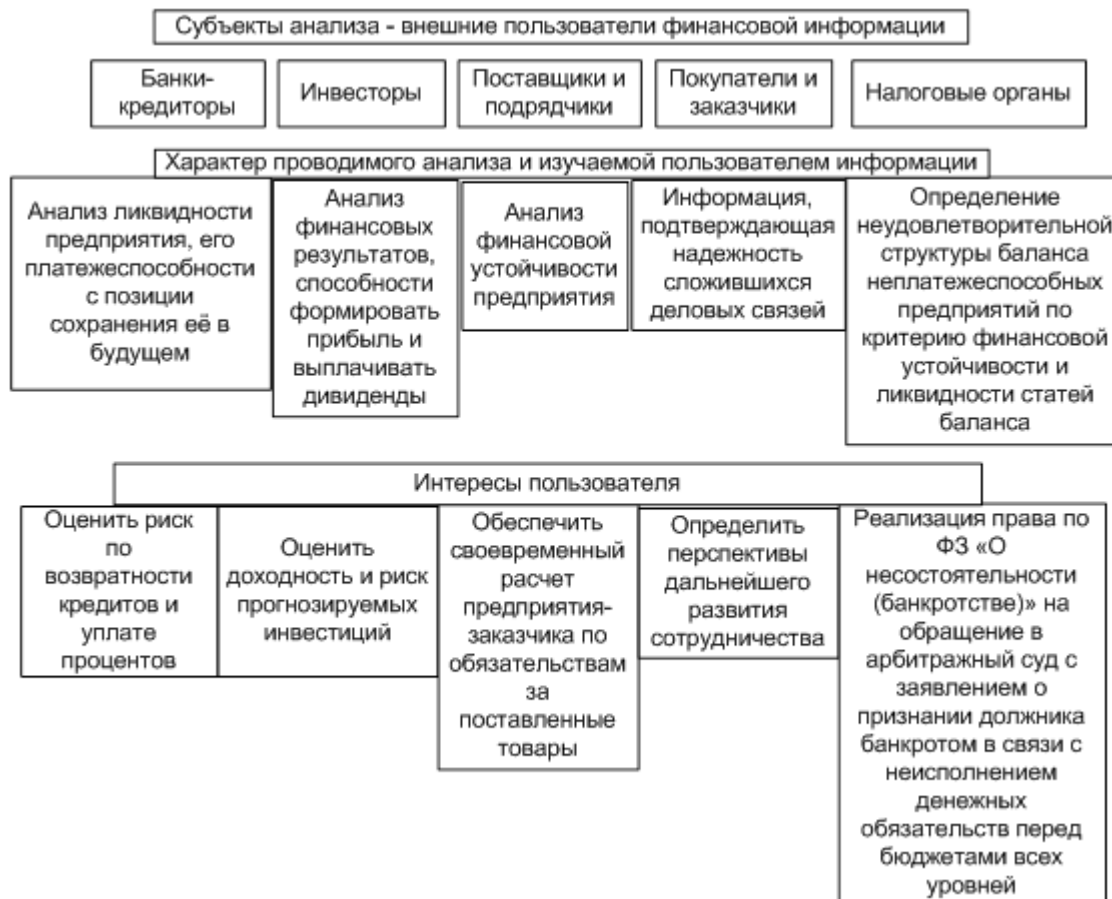 Субъекты анализа - внешние пользователи финансовой информации
Банки-
кредиторы
Инвесторы
Поставщики и
подрядчики
Покупатели и
заказчики
Налоговые органы
Характер проводимого анализа и изучаемой пользователем информации
Анализ ликвидности
предприятия, его
платежеспособности
с позиции
сохранения её в
будущем
Анализ
финансовых
результатов,
способности
формировать
прибыль и
выплачивать
дивиденды
Анализ
финансовой
устойчивости
предприятия
Информация,
подтверждающая
надежность
сложившихся
деловых связей
Определение
неудовлетворительной
структуры баланса
неплатежеспособных
предприятий по
критерию финансовой
устойчивости и
ликвидности статей
баланса
Интересы пользователя
Оценить риск
по
возвратности
кредитов и
уплате
процентов
Оценить
доходность и риск
прогнозируемых
инвестиций
Обеспечить
своевременный
расчет
предприятия-
заказчика по
обязательствам
за
поставленные
товары
Определить
перспективы
дальнейшего
развития
сотрудничества
Реализация права по
ФЗ «О
несостоятельности
(банкротстве)» на
обращение в
арбитражный суд с
заявлением о
признании должника
банкротом в связи с
неисполнением
денежных
обязательств перед
бюджетами всех
уровней